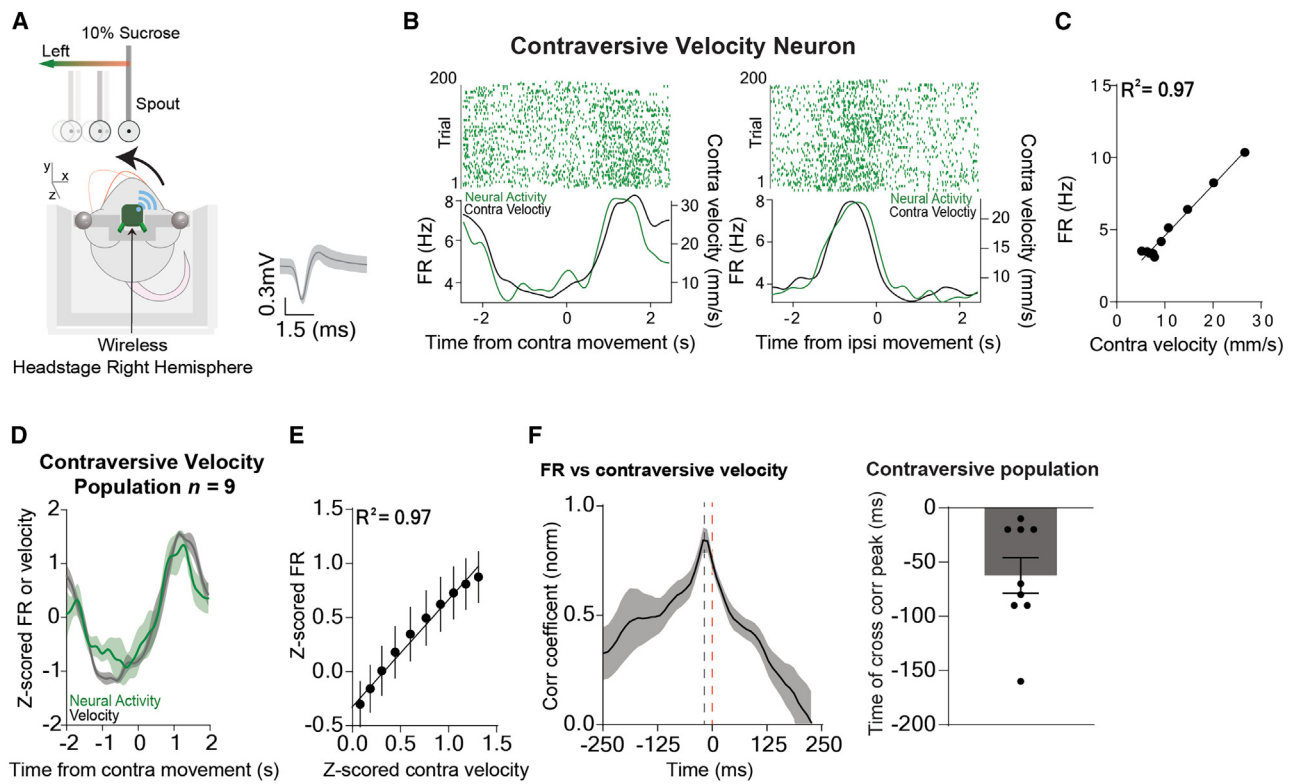 A
10% Sucrose
Left
Spout
y
x
z
0.3mV
1.5 (ms)
Wireless
Headstage Right Hemisphere
B
Contraversive Velocity Neuron
200
Trial
1
Neural Activity
Contra Veloctiy
8
6
4
FR (Hz)
30
20
10
Contra velocity (mm/s)
-2
0
2
Time from contra movement (s)
200
Trial
1
Neural Activity
Contra Velocity
8
6
4
FR (Hz)
20
15
10
Contra velocity (mm/s)
-2
0
2
Time from ipsi movement (s)
C
R²= 0.97
15
10
5
0
FR (Hz)
0
10
20
30
Contra velocity (mm/s)
D
Contraversive Velocity
Population n = 9
2
1
0
-1
-2
Z-scored FR or velocity
Neural Activity
Velocity
-2
-1
0
1
2
Time from contra movement (s)
E
R²= 0.97
1.5
1.0
0.5
0.0
-0.5
Z-scored FR
0.0
0.5
1.0
1.5
Z-scored contra velocity
F
FR vs contraversive velocity
1.0
0.5
0.0
Corr coefficent (norm)
-250
-125
0
125
250
Time (ms)
Contraversive population
0
-50
-100
-150
-200
Time of cross corr peak (ms)